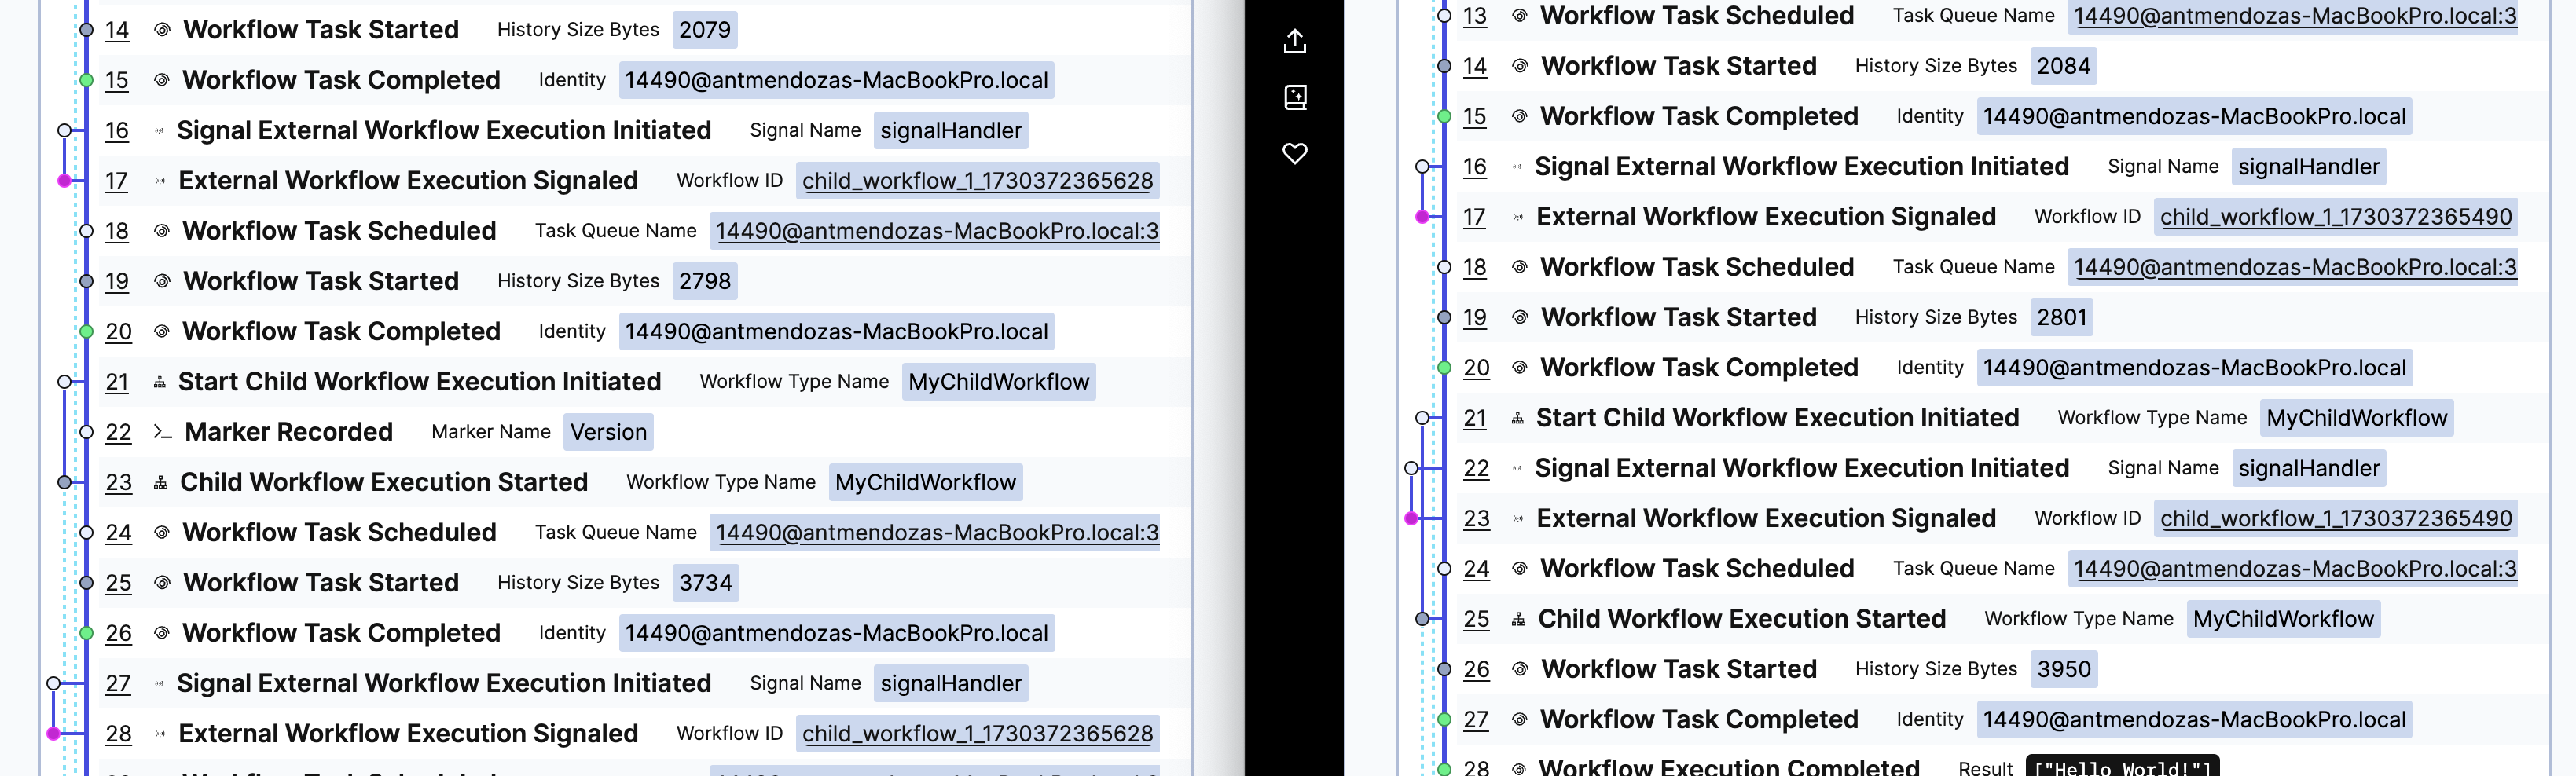 14 Workflow Task Started History Size Bytes 2079
15 Workflow Task Completed Identity 14490@antmendozas-MacBookPro.local
16 Signal External Workflow Execution Initiated Signal Name signalHandler
17 External Workflow Execution Signaled Workflow ID child_workflow_1_1730372365628
18 Workflow Task Scheduled Task Queue Name 14490@antmendozas-MacBookPro.local:3
19 Workflow Task Started History Size Bytes 2798
20 Workflow Task Completed Identity 14490@antmendozas-MacBookPro.local
21 Start Child Workflow Execution Initiated Workflow Type Name MyChildWorkflow
22 Marker Recorded Marker Name Version
23 Child Workflow Execution Started Workflow Type Name MyChildWorkflow
24 Workflow Task Scheduled Task Queue Name 14490@antmendozas-MacBookPro.local:3
25 Workflow Task Started History Size Bytes 3734
26 Workflow Task Completed Identity 14490@antmendozas-MacBookPro.local
27 Signal External Workflow Execution Initiated Signal Name signalHandler
28 External Workflow Execution Signaled Workflow ID child_workflow_1_1730372365628
13 Workflow Task Scheduled Task Queue Name 14490@antmendozas-MacBookPro.local:3
14 Workflow Task Started History Size Bytes 2084
15 Workflow Task Completed Identity 14490@antmendozas-MacBookPro.local
16 Signal External Workflow Execution Initiated Signal Name signalHandler
17 External Workflow Execution Signaled Workflow ID child_workflow_1_1730372365490
18 Workflow Task Scheduled Task Queue Name 14490@antmendozas-MacBookPro.local:3
19 Workflow Task Started History Size Bytes 2801
20 Workflow Task Completed Identity 14490@antmendozas-MacBookPro.local
21 Start Child Workflow Execution Initiated Workflow Type Name MyChildWorkflow
22 Signal External Workflow Execution Initiated Signal Name signalHandler
23 External Workflow Execution Signaled Workflow ID child_workflow_1_1730372365490
24 Workflow Task Scheduled Task Queue Name 14490@antmendozas-MacBookPro.local:3
25 Child Workflow Execution Started Workflow Type Name MyChildWorkflow
26 Workflow Task Started History Size Bytes 3950
27 Workflow Task Completed Identity 14490@antmendozas-MacBookPro.local
28 Workflow Execution Completed Result ["Hello World!"]